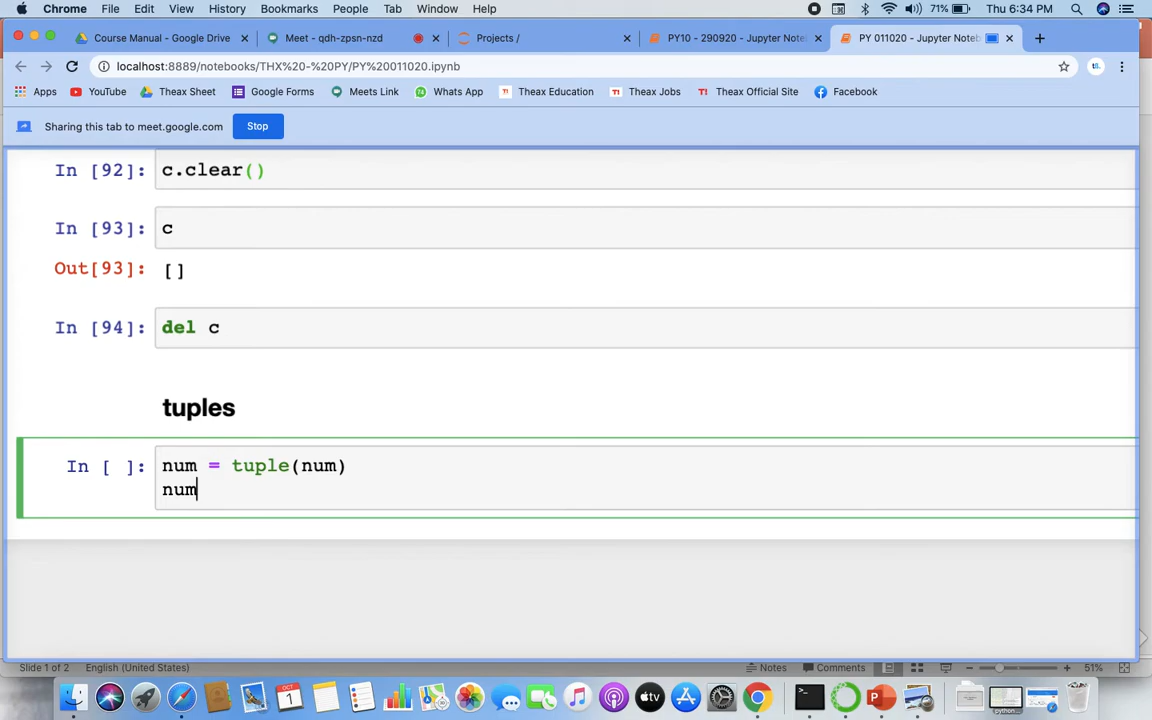 Chrome File Edit View History Bookmarks People Tab Window Help 71% Thu 6:34 PM
Course Manual - Google Drive Meet - qdh-zpsn-nzd Projects / PY10 - 290920 - Jupyter Note PY 011020 - Jupyter Noteb
localhost:8889/notebooks/THX%20-%20PY/PY%20011020.ipynb
Apps YouTube Theax Sheet Google Forms Meets Link Whats App Theax Education Theax Jobs Theax Official Site Facebook
Sharing this tab to meet.google.com Stop
In [92]: c.clear()
In [93]: c
Out[93]: []
In [94]: del c
tuples
In [ ]: num = tuple(num)
num
Slide 1 of 2 English (United States) Notes Comments 51%